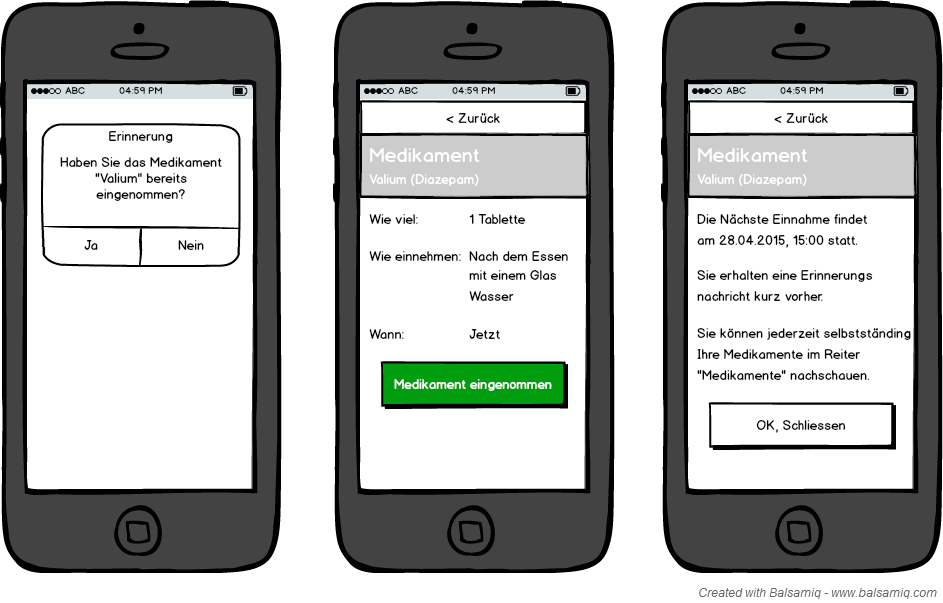 ABC 04:59 PM
Erinnerung
Haben Sie das Medikament
"Valium" bereits
eingenommen?
Ja Nein
ABC 04:59 PM
< Zurück
Medikament
Valium (Diazepam)
Wie viel: 1 Tablette
Wie einnehmen: Nach dem Essen
mit einem Glas
Wasser
Wann: Jetzt
Medikament eingenommen
ABC 04:59 PM
< Zurück
Medikament
Valium (Diazepam)
Die Nächste Einnahme findet
am 28.04.2015, 15:00 statt.
Sie erhalten eine Erinnerungs
nachricht kurz vorher.
Sie können jederzeit selbstständing
Ihre Medikamente im Reiter
"Medikamente" nachschauen.
OK, Schliessen
Created with Balsamiq - www.balsamiq.com